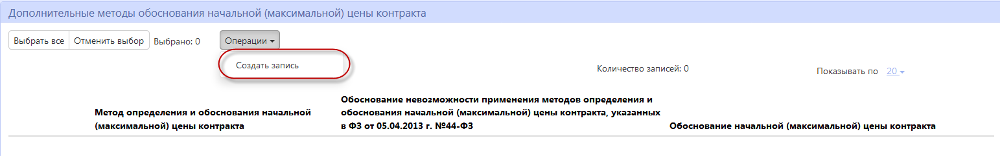 Дополнительные методы обоснования начальной (максимальной) цены контракта
Выбрать все Отменить выбор Выбрано: 0 Операции
Создать запись
Количество записей: 0 Показывать по 20
Метод определения и обоснования начальной
(максимальной) цены контракта
Обоснование невозможности применения методов определения и
обоснования начальной (максимальной) цены контракта, указанных
в ФЗ от 05.04.2013 г. №44-ФЗ
Обоснование начальной (максимальной) цены контракта